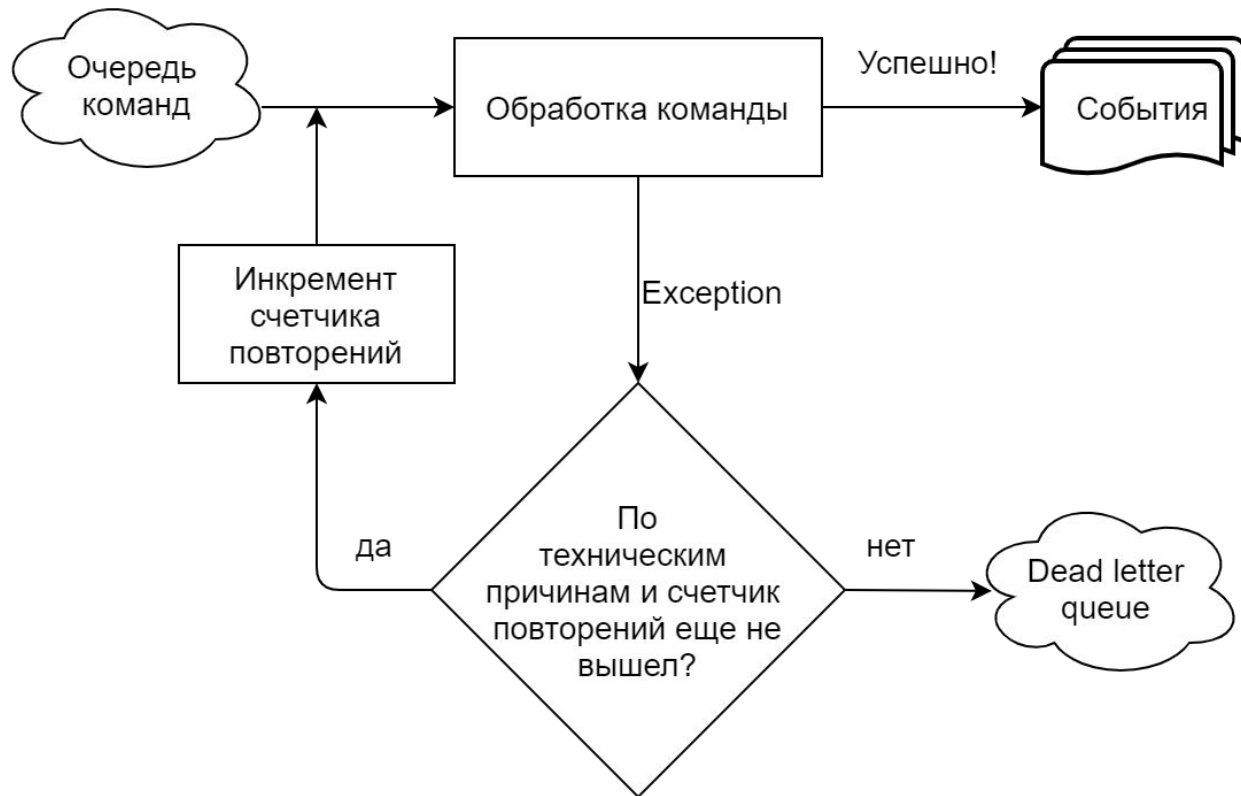 Очередь
команд
Обработка команды
Успешно!
События
Инкремент
счетчика
повторений
Exception
По
техническим
причинам и счетчик
повторений еще не
вышел?
да
нет
Dead letter
queue